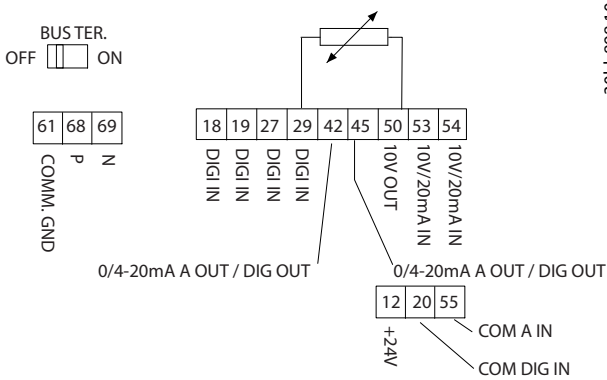 BUS TER.
OFF ON
61 68 69
COMM. GND
P
N
18 19 27 29 42 45 50 53 54
DIGI IN
DIGI IN
DIGI IN
DIGI IN
10V OUT
10V/20mA IN
10V/20mA IN
0/4-20mA A OUT / DIG OUT
0/4-20mA A OUT / DIG OUT
12 20 55
+24V
COM A IN
COM DIG IN